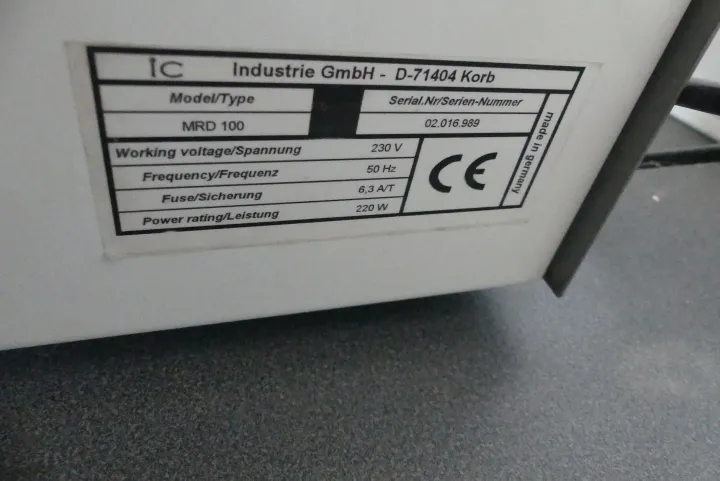 ic Industrie GmbH - D-71404 Korb
Model/Type
Serial.Nr/Serien-Nummer
MRD 100
02.016.989
Working voltage/Spannung 230 V
Frequency/Frequenz 50 Hz
Fuse/Sicherung 6,3 A/T
Power rating/Leistung 220 W
CE
made in germany